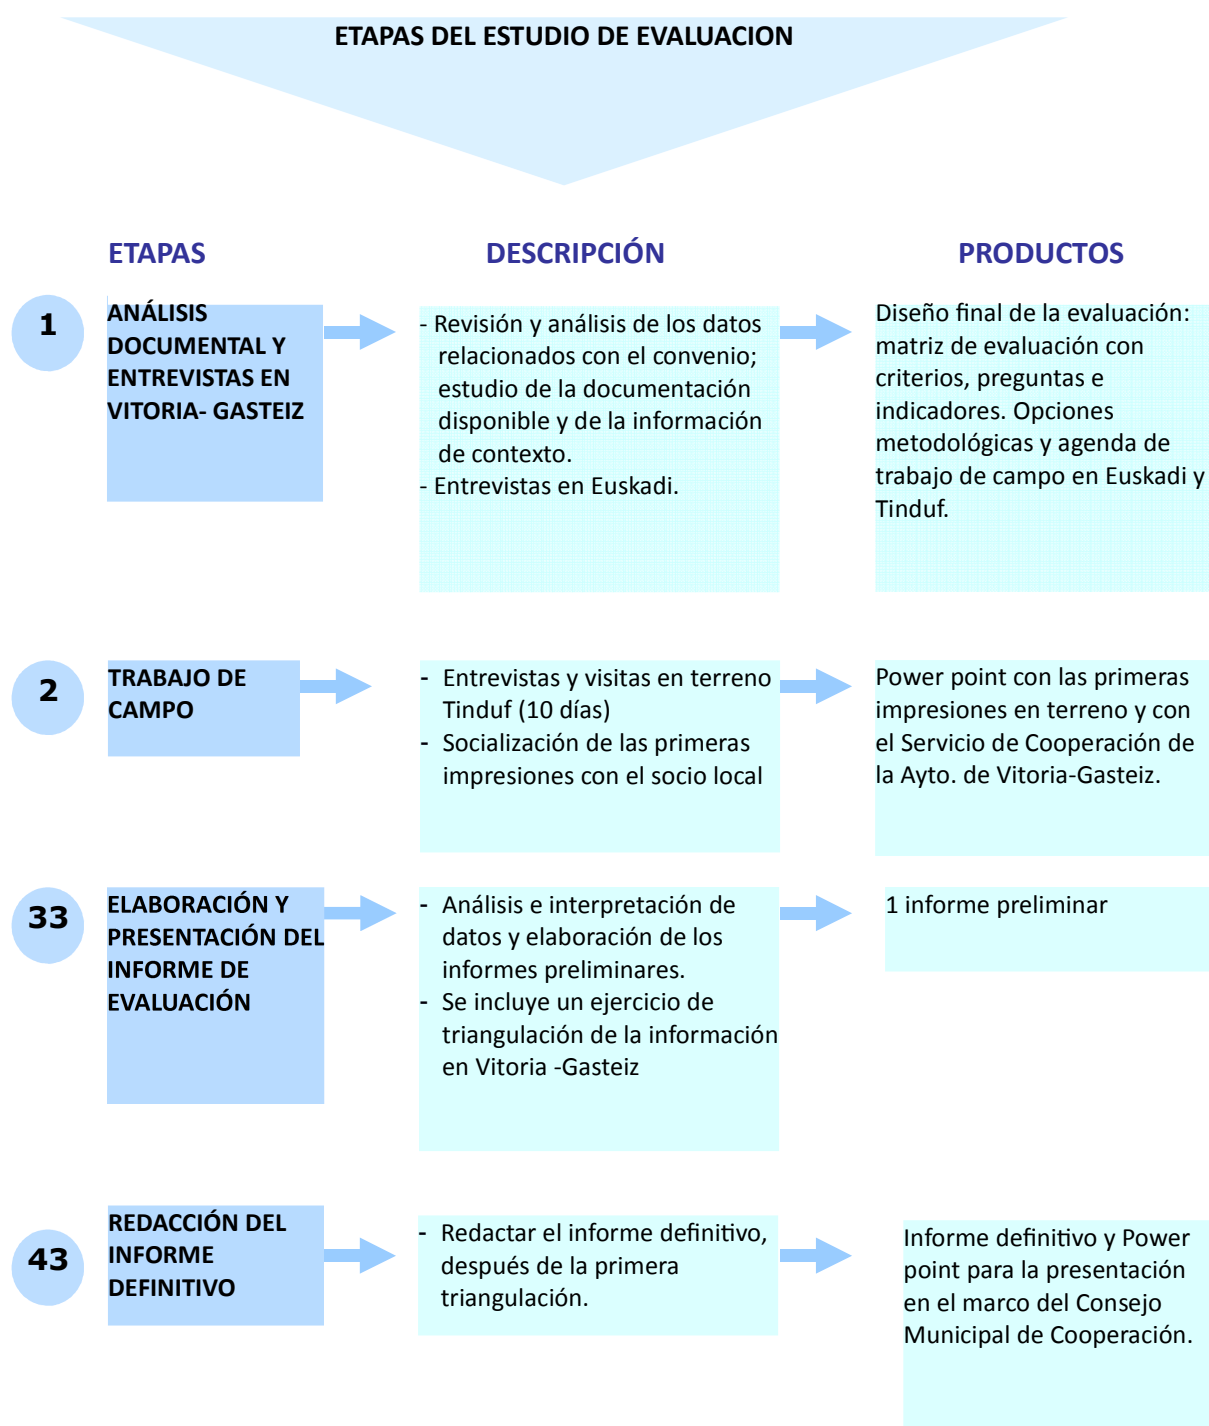 ETAPAS DEL ESTUDIO DE EVALUACION
ETAPAS
DESCRIPCIÓN
PRODUCTOS
1
ANÁLISIS
DOCUMENTAL Y
ENTREVISTAS EN
VITORIA- GASTEIZ
- Revisión y análisis de los datos
relacionados con el convenio;
estudio de la documentación
disponible y de la información
de contexto.
- Entrevistas en Euskadi.
Diseño final de la evaluación:
matriz de evaluación con
criterios, preguntas e
indicadores. Opciones
metodológicas y agenda de
trabajo de campo en Euskadi y
Tinduf.
2
TRABAJO DE
CAMPO
- Entrevistas y visitas en terreno
Tinduf (10 días)
- Socialización de las primeras
impresiones con el socio local
Power point con las primeras
impresiones en terreno y con
el Servicio de Cooperación de
la Ayto. de Vitoria-Gasteiz.
33
ELABORACIÓN Y
PRESENTACIÓN DEL
INFORME DE
EVALUACIÓN
- Análisis e interpretación de
datos y elaboración de los
informes preliminares.
- Se incluye un ejercicio de
triangulación de la información
en Vitoria -Gasteiz
1 informe preliminar
43
REDACCIÓN DEL
INFORME
DEFINITIVO
- Redactar el informe definitivo,
después de la primera
triangulación.
Informe definitivo y Power
point para la presentación
en el marco del Consejo
Municipal de Cooperación.